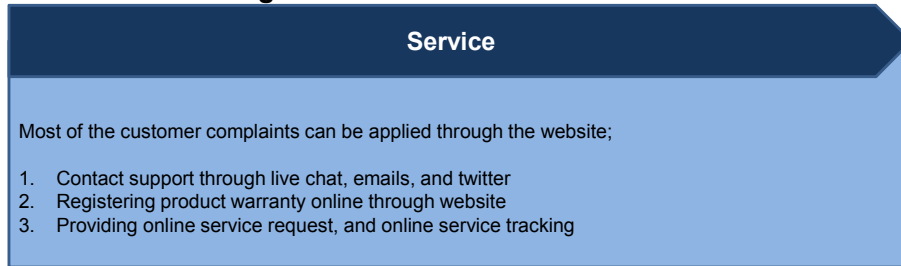 Service
Most of the customer complaints can be applied through the website;
1. Contact support through live chat, emails, and twitter
2. Registering product warranty online through website
3. Providing online service request, and online service tracking